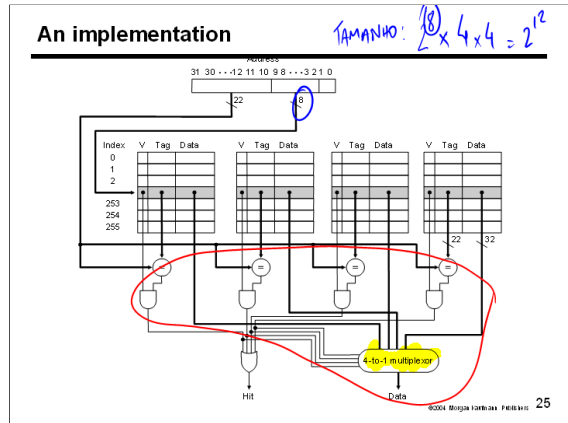 An implementation
TAMANHO: 2^8 x 4 x 4 = 2^12
Address
31 30 ···12 11 10 9 8 ···3 2 1 0
22
8
Index V Tag Data V Tag Data V Tag Data V Tag Data
0
1
2
253
254
255
22 32
= = = =
4-to-1 multiplexor
Hit Data
©2004 Morgan Kaufmann Publishers 25